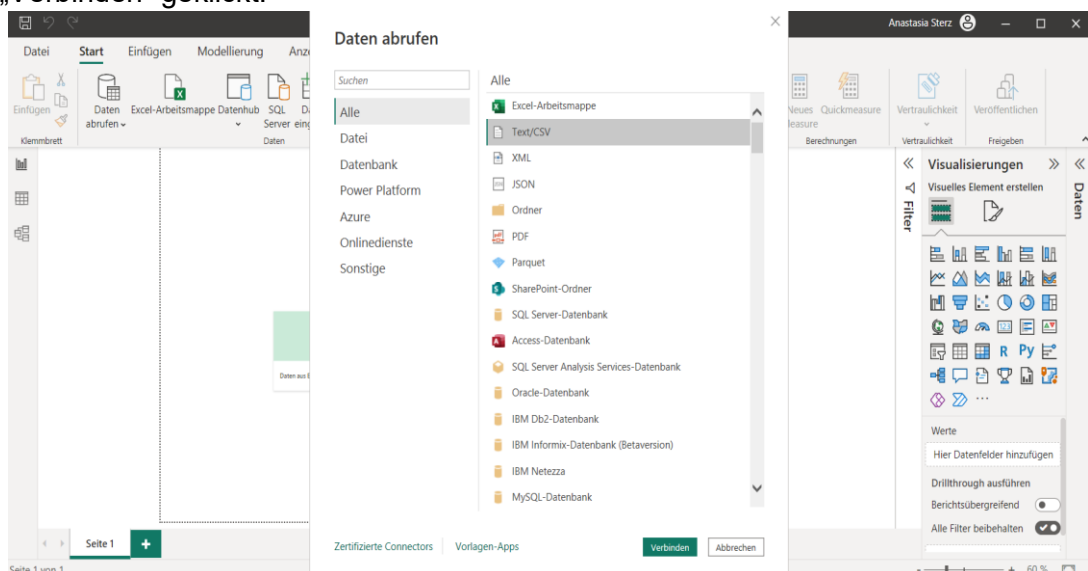 „Verbinden“ geklickt.
Anastasia Sterz
Datei Start Einfügen Modellierung
Einfügen
Klemmbrett
Daten abrufen
Excel-Arbeitsmappe
Datenhub
SQL Server
Daten
Daten abrufen
Suchen
Alle
Datei
Datenbank
Power Platform
Azure
Onlinedienste
Sonstige
Alle
Excel-Arbeitsmappe
Text/CSV
XML
JSON
Ordner
PDF
Parquet
SharePoint-Ordner
SQL Server-Datenbank
Access-Datenbank
SQL Server Analysis Services-Datenbank
Oracle-Datenbank
IBM Db2-Datenbank
IBM Informix-Datenbank (Betaversion)
IBM Netezza
MySQL-Datenbank
Zertifizierte Connectors
Vorlagen-Apps
Verbinden
Abbrechen
Daten aus
Neues
Quickmeasure
Berechnungen
Vertraulichkeit
Vertraulichkeit
Veröffentlichen
Freigeben
Filter
Visualisierungen
Visuelles Element erstellen
123
R
Py
Werte
Hier Datenfelder hinzufügen
Drillthrough ausführen
Berichtsübergreifend
Alle Filter beibehalten
Daten
Seite 1
Seite 1 von 1
60 %